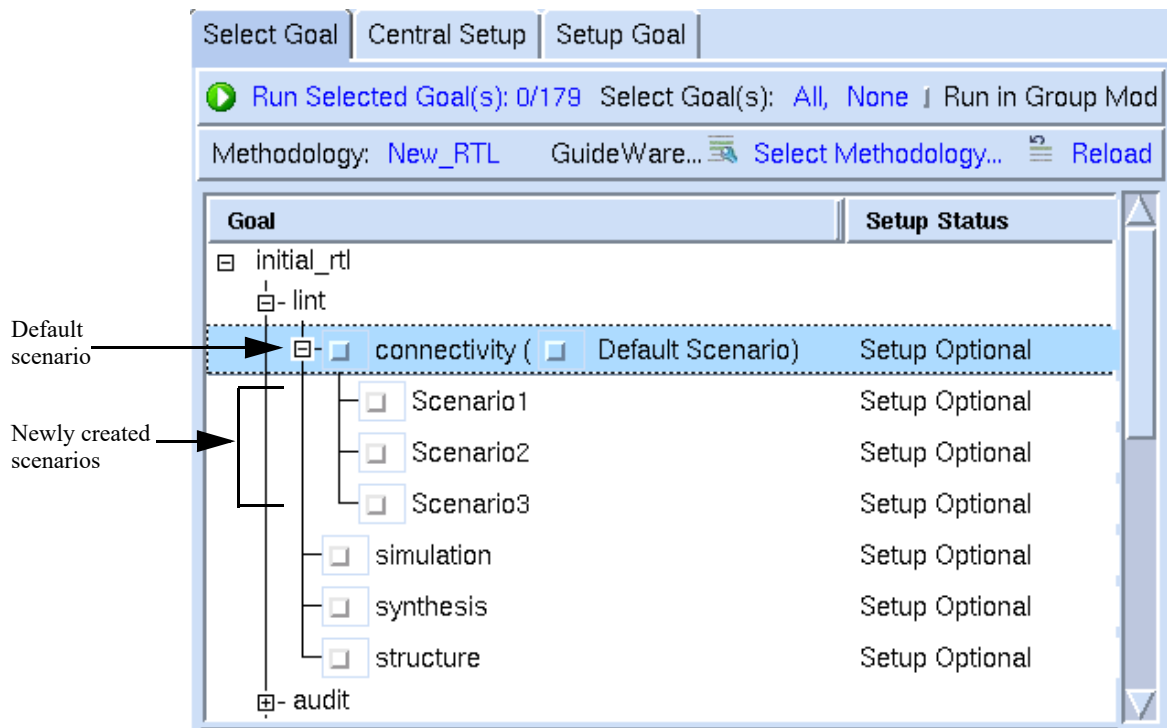 Select Goal Central Setup Setup Goal
Run Selected Goal(s): 0/179 Select Goal(s): All, None Run in Group Mod
Methodology: New_RTL GuideWare... Select Methodology... Reload
Goal Setup Status
initial_rtl
lint
Default
scenario
connectivity ( Default Scenario) Setup Optional
Scenario1 Setup Optional
Newly created
scenarios
Scenario2 Setup Optional
Scenario3 Setup Optional
simulation Setup Optional
synthesis Setup Optional
structure Setup Optional
audit